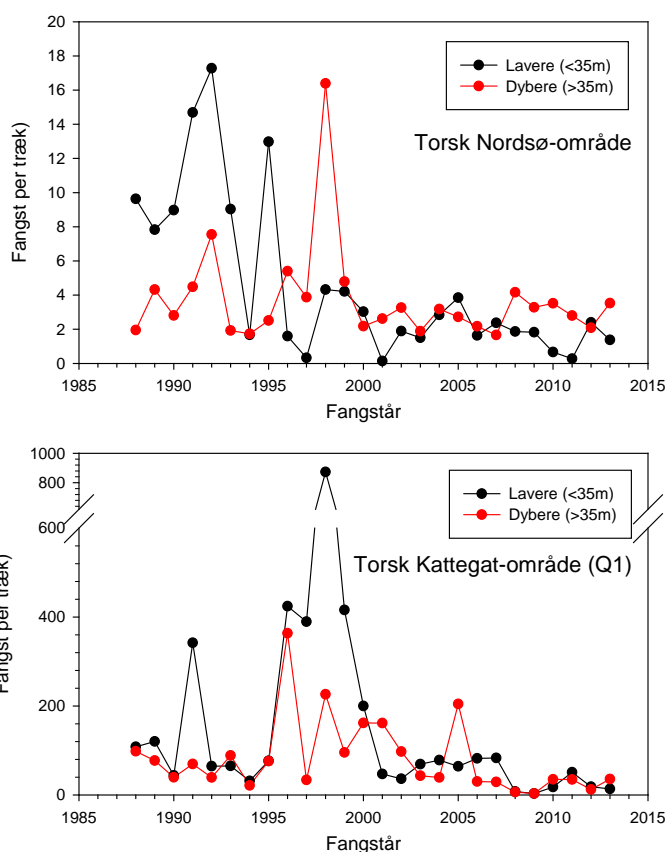 20
18
16
14
12
10
8
6
4
2
0
Fangst per træk)
Lavere (<35m)
Dybere (>35m)
Torsk Nordsø-område
1985 1990 1995 2000 2005 2010 2015
Fangstår
1000
800
600
400
200
0
Fangst per træk)
Lavere (<35m)
Dybere (>35m)
Torsk Kattegat-område (Q1)
1985 1990 1995 2000 2005 2010 2015
Fangstår